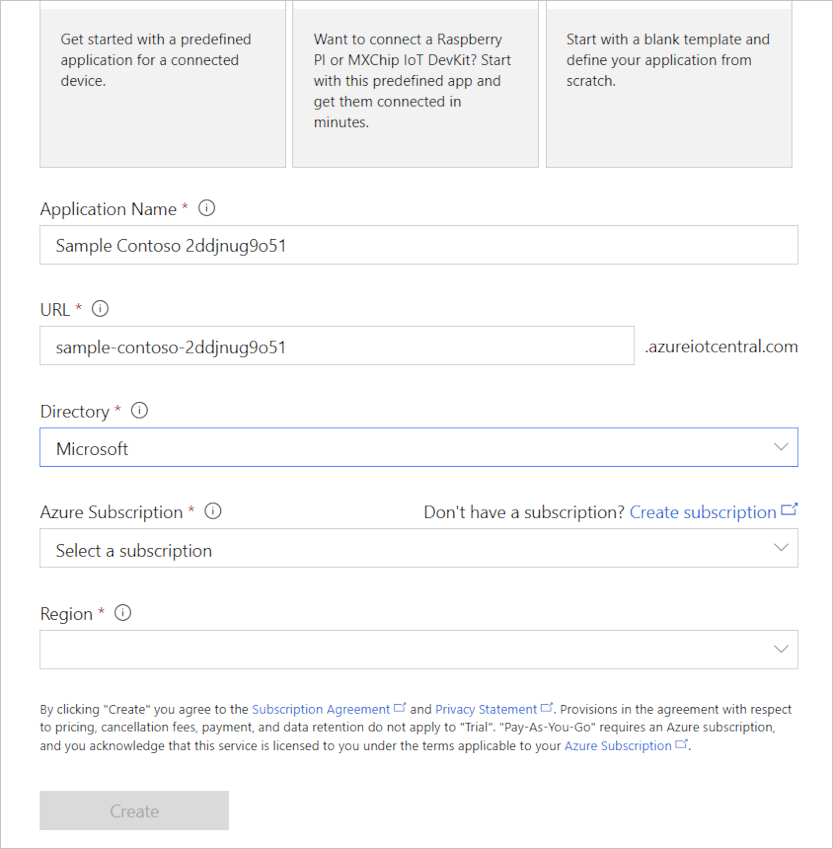 Get started with a predefined
application for a connected
device.
Want to connect a Raspberry
PI or MXChip IoT DevKit? Start
with this predefined app and
get them connected in
minutes.
Start with a blank template and
define your application from
scratch.
Application Name *
Sample Contoso 2ddjnug9o51
URL *
sample-contoso-2ddjnug9o51 .azureiotcentral.com
Directory *
Microsoft
Azure Subscription * Don't have a subscription? Create subscription
Select a subscription
Region *
By clicking "Create" you agree to the Subscription Agreement and Privacy Statement. Provisions in the agreement with respect
to pricing, cancellation fees, payment, and data retention do not apply to "Trial". "Pay-As-You-Go" requires an Azure subscription,
and you acknowledge that this service is licensed to you under the terms applicable to your Azure Subscription.
Create